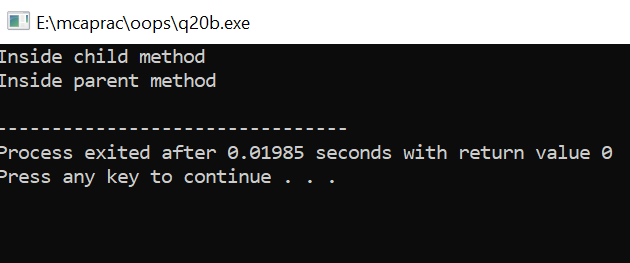 E:\mcaprac\oops\q20b.exe
Inside child method
Inside parent method
--------------------------------
Process exited after 0.01985 seconds with return value 0
Press any key to continue . . .